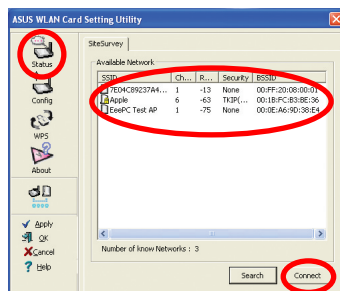 ASUS WLAN Card Setting Utility
SiteSurvey
Status
Config
WPS
About
Apply
OK
Cancel
Help
Available Network
SSID Ch... R... Security BSSID
7E04C89237A4... 1 -13 None 00:FF:20:08:00:01
Apple 6 -63 TKIP(... 00:1B:FC:B3:BE:36
EeePC Test AP 1 -75 None 00:0E:A6:9D:38:E4
Number of know Networks : 3
Search Connect